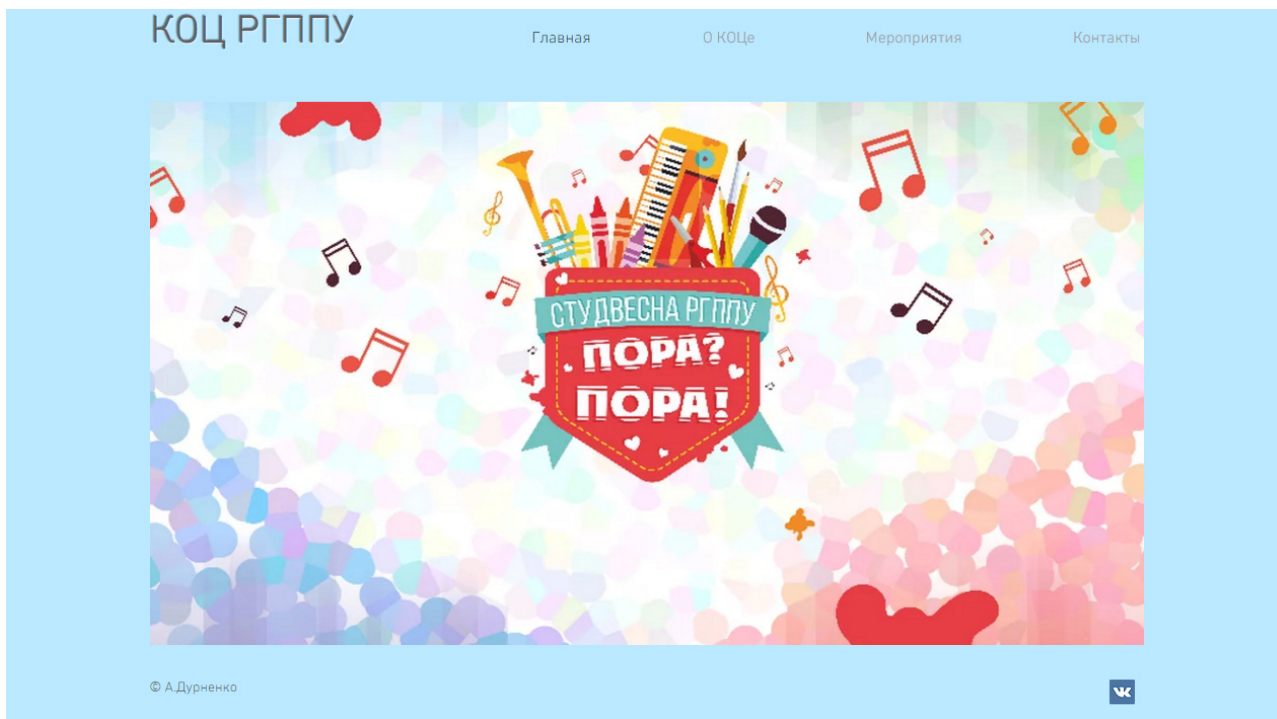 КОЦ РГППУ
Главная
О КОЦе
Мероприятия
Контакты
СТУДВЕСНА РГППУ
ПОРА?
ПОРА!
© А.Дурненко